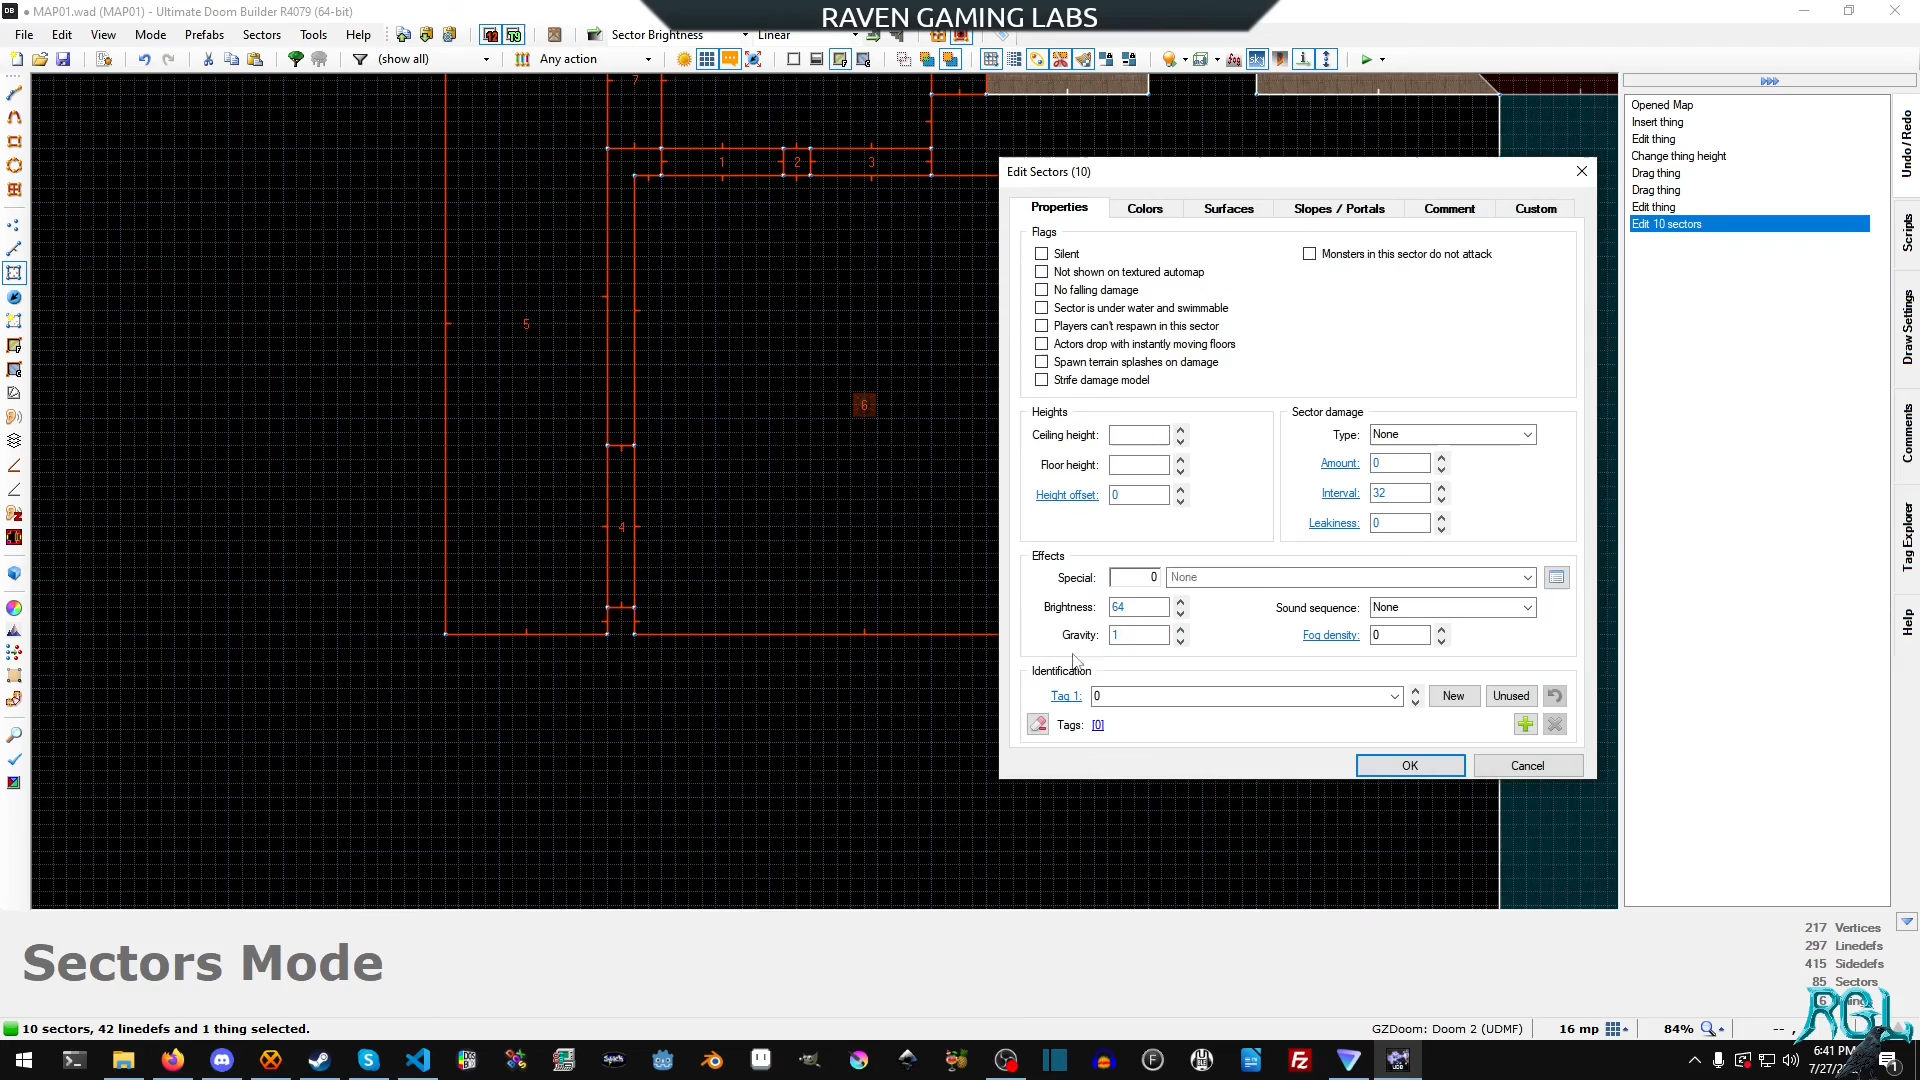 MAP01.wad (MAP01) - Ultimate Doom Builder R4079 (64-bit)
RAVEN GAMING LABS
File Edit View Mode Prefabs Sectors Tools Help
Sector Brightness
Linear
(show all)
Any action
7
1
2
3
5
6
4
Edit Sectors (10)
Properties
Colors
Surfaces
Slopes / Portals
Comment
Custom
Flags
Silent
Not shown on textured automap
No falling damage
Sector is under water and swimmable
Players can't respawn in this sector
Actors drop with instantly moving floors
Spawn terrain splashes on damage
Strife damage model
Monsters in this sector do not attack
Heights
Ceiling height:
Floor height:
Height offset: 0
Sector damage
Type: None
Amount: 0
Interval: 32
Leakiness: 0
Effects
Special: 0 None
Brightness: 64
Sound sequence: None
Gravity: 1
Fog density: 0
Identification
Tag 1: 0
New
Unused
Tags: [0]
OK
Cancel
Opened Map
Insert thing
Edit thing
Change thing height
Drag thing
Drag thing
Edit thing
Edit 10 sectors
Undo / Redo
Scripts
Draw Settings
Comments
Tag Explorer
Help
Sectors Mode
217 Vertices
297 Linedefs
415 Sidedefs
85 Sectors
6
RGL
10 sectors, 42 linedefs and 1 thing selected.
GZDoom: Doom 2 (UDMF)
16 mp
84%
-- ,
6:41 PM